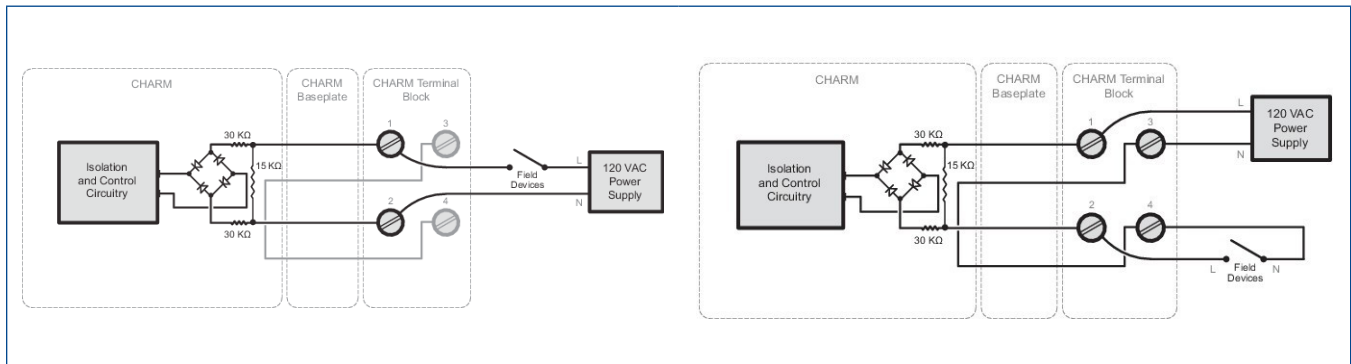 CHARM
CHARM
Baseplate
CHARM Terminal
Block
1
3
30 KΩ
15 KΩ
Isolation
and Control
Circuitry
L
Field
Devices
N
120 VAC
Power
Supply
2
4
30 KΩ
CHARM
CHARM
Baseplate
CHARM Terminal
Block
L
120 VAC
Power
Supply
1
3
30 KΩ
N
15 KΩ
Isolation
and Control
Circuitry
2
4
30 KΩ
L
Field
Devices
N